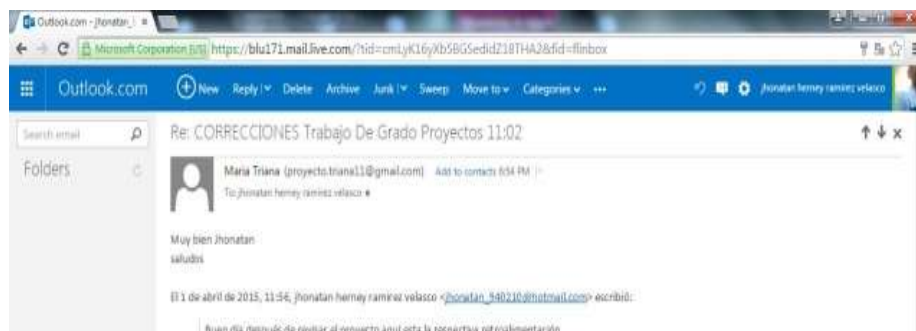 Outlook.com - jhonatan_
Microsoft Corporation [US] https://blu171.mail.live.com/?tid=cmLyK16yXb5BGSedidZ18THA2&fid=flinbox
Outlook.com New Reply Delete Archive Junk Sweep Move to Categories ... jhonatan herney ramirez velasco
Search email
Folders
Re: CORRECCIONES Trabajo De Grado Proyectos 11:02
Maria Triana (proyecto.triana11@gmail.com) Add to contacts 6:54 PM
To: jhonatan herney ramirez velasco
Muy bien Jhonatan
saludos
El 1 de abril de 2015, 11:56, jhonatan herney ramirez velasco <jhonatan_940210@hotmail.com> escribió:
Buen día después de revisar el proyecto aquí esta la respectiva retroalimentación